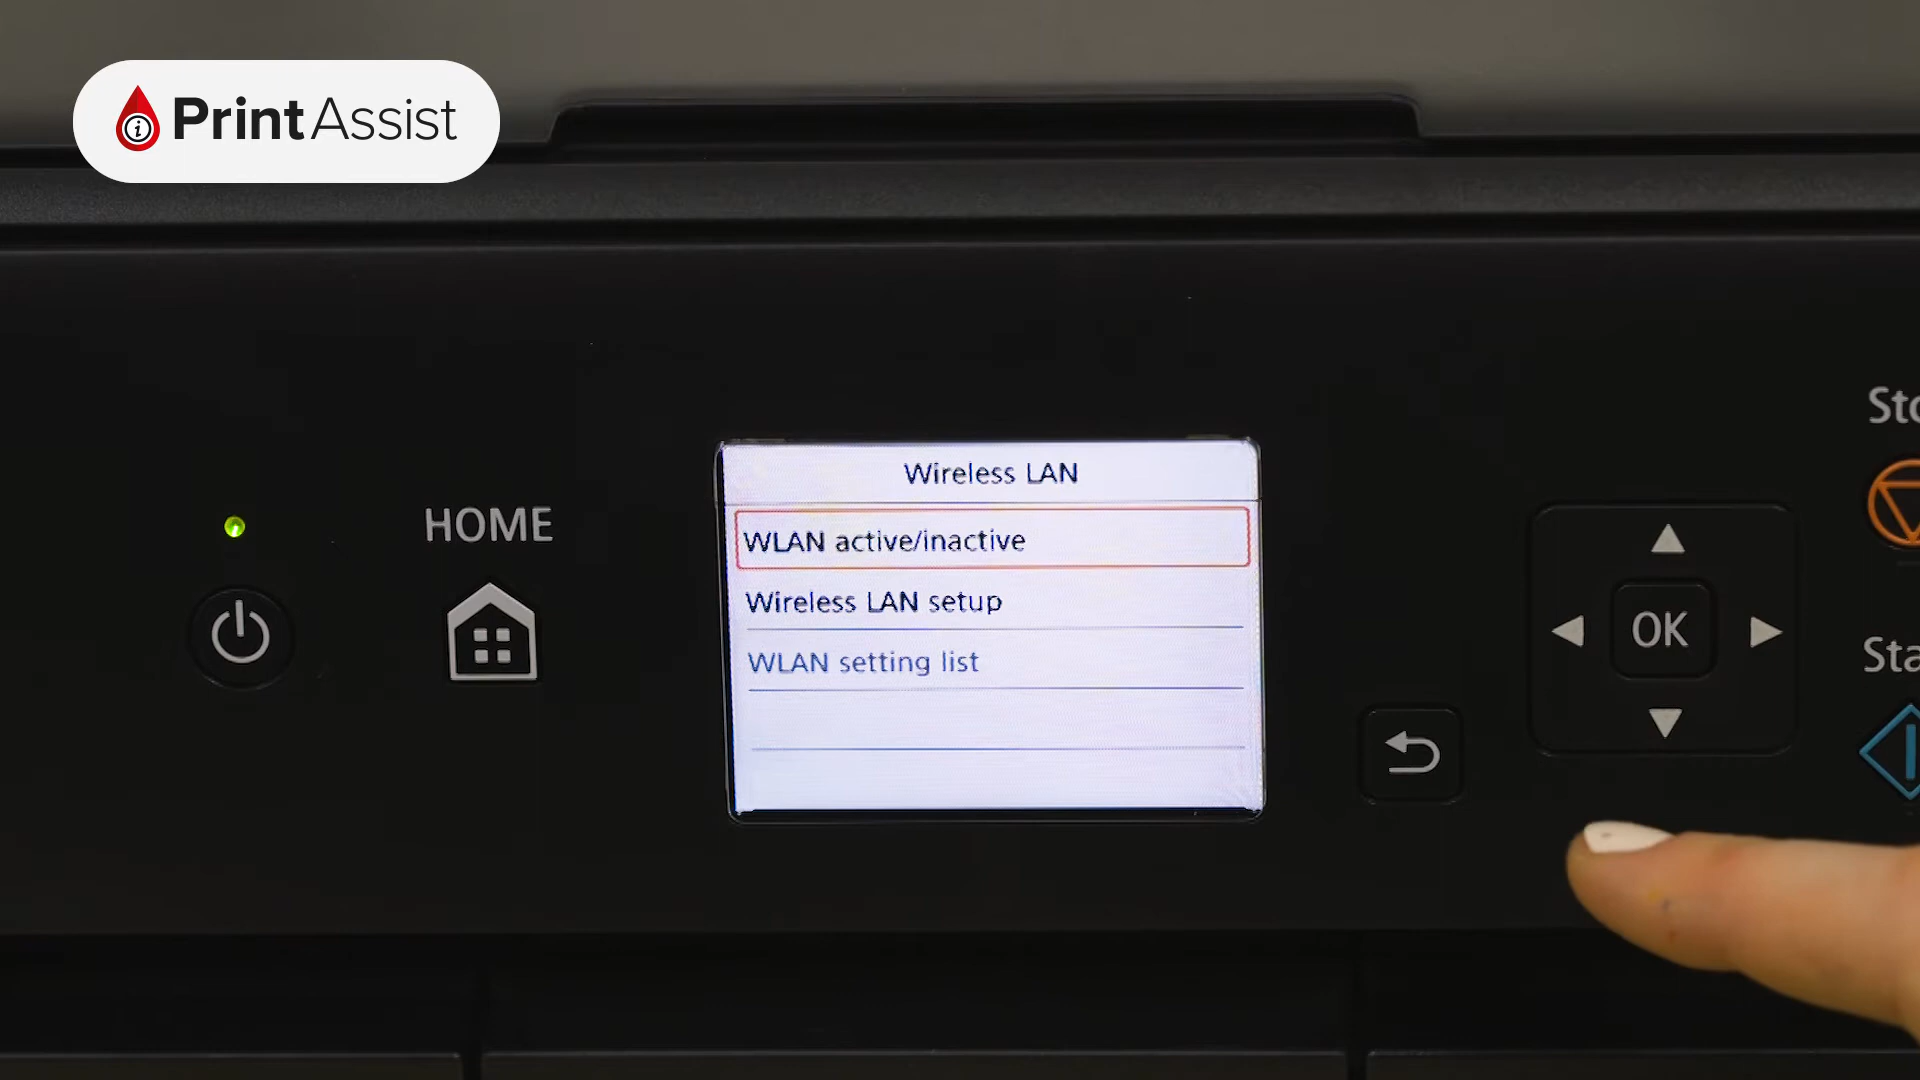 PrintAssist
HOME
Wireless LAN
WLAN active/inactive
Wireless LAN setup
WLAN setting list
OK